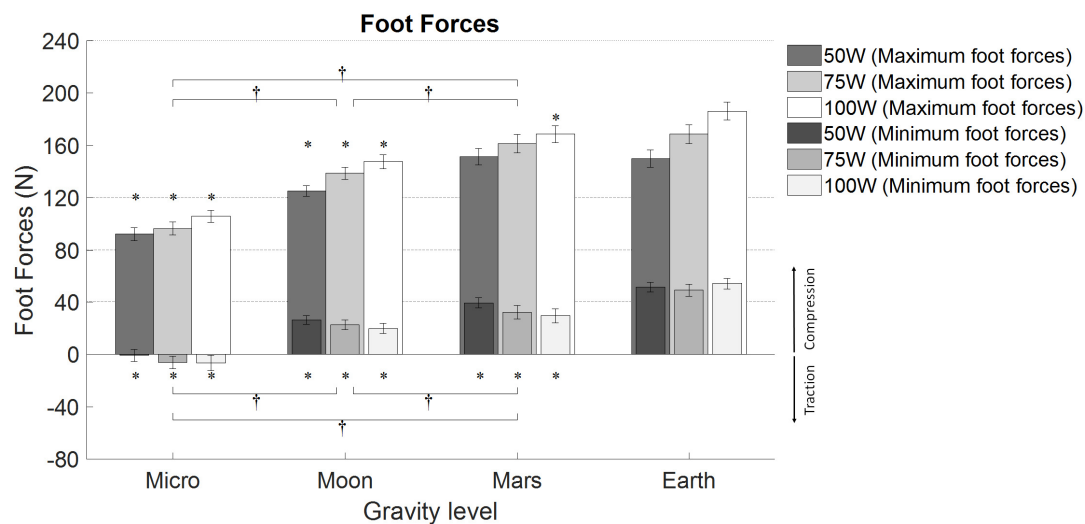 Foot Forces
240
200
160
120
80
40
0
-40
-80
Foot Forces (N)
† 
† †
* * * * * * *
* * * * * * * * *
† †
†
Micro Moon Mars Earth
Gravity level
50W (Maximum foot forces)
75W (Maximum foot forces)
100W (Maximum foot forces)
50W (Minimum foot forces)
75W (Minimum foot forces)
100W (Minimum foot forces)
Compression
Traction